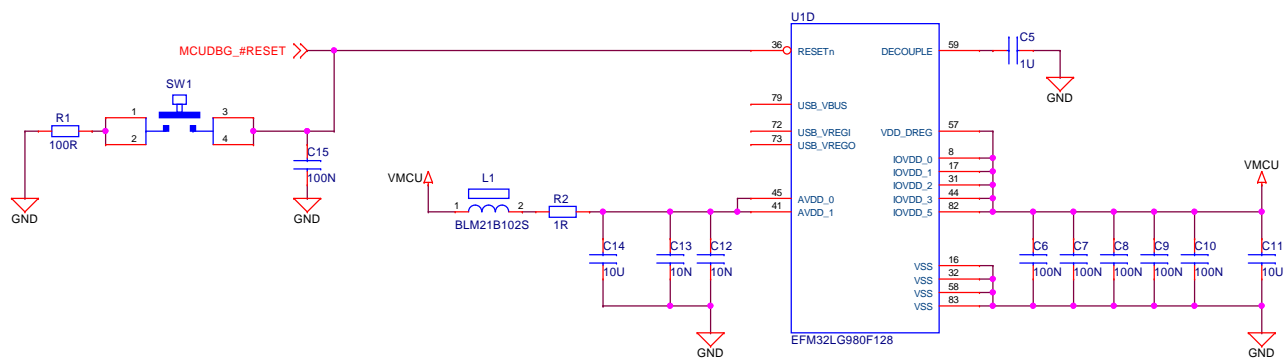 U1D
MCUDBG_#RESET
36
RESETn
DECOUPLE
59
C5
1U
GND
SW1
R1
100R
1
2
3
4
C15
100N
GND
GND
79
USB_VBUS
72
USB_VREGI
73
USB_VREGO
VDD_DREG
57
IOVDD_0
8
IOVDD_1
17
IOVDD_2
31
IOVDD_3
44
IOVDD_5
82
VMCU
VMCU
L1
1
2
BLM21B102S
R2
1R
45
AVDD_0
41
AVDD_1
C14
10U
C13
10N
C12
10N
GND
VSS
16
VSS
32
VSS
58
VSS
83
C6
100N
C7
100N
C8
100N
C9
100N
C10
100N
C11
10U
GND
EFM32LG980F128